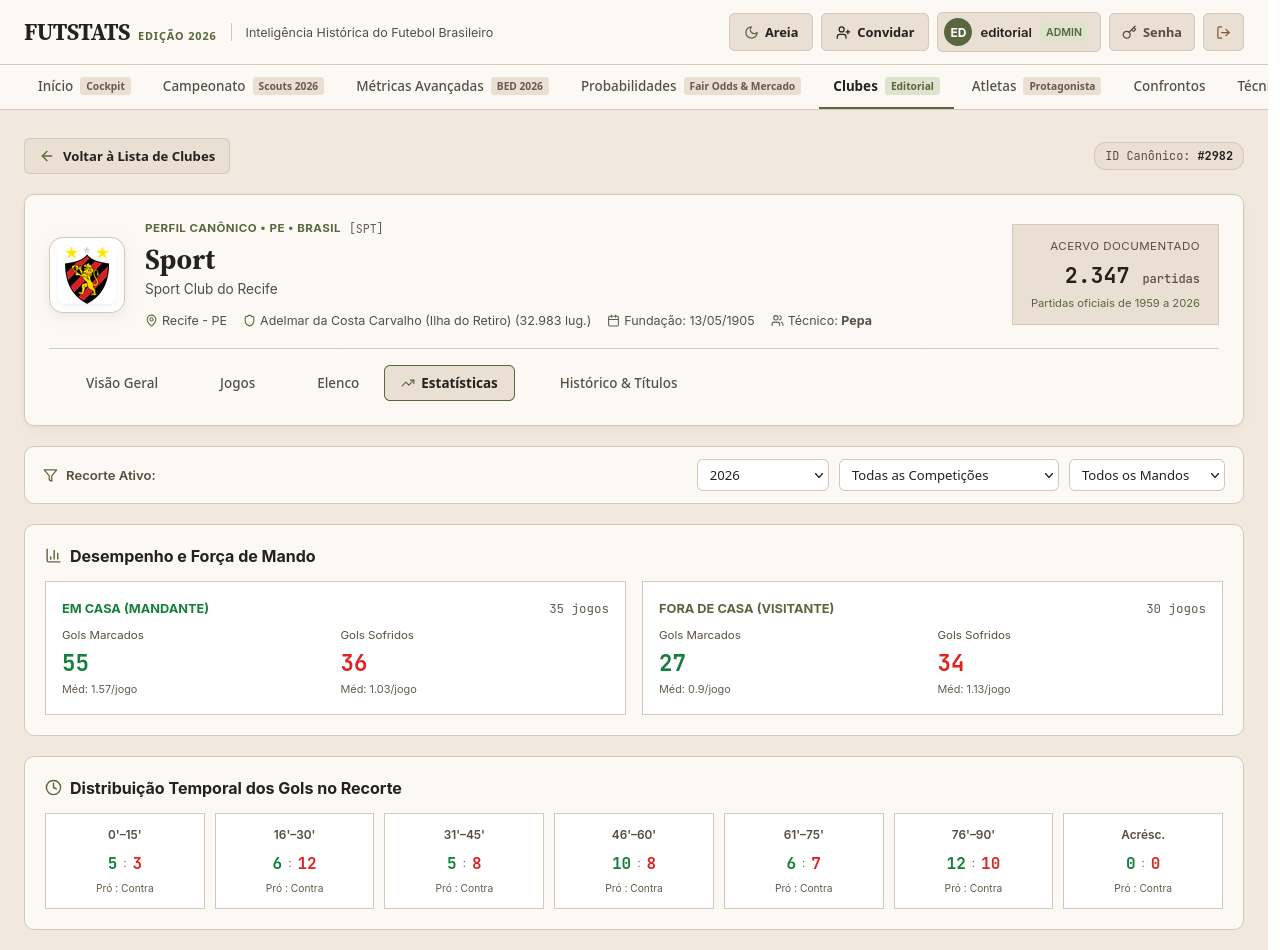 FUTSTATS EDIÇÃO 2026 Inteligência Histórica do Futebol Brasileiro Areia Convidar ED editorial ADMIN Senha
Início Cockpit Campeonato Scouts 2026 Métricas Avançadas BED 2026 Probabilidades Fair Odds & Mercado Clubes Editorial Atletas Protagonista Confrontos Técn
Voltar à Lista de Clubes ID Canônico: #2982
PERFIL CANÔNICO • PE • BRASIL [SPT]
Sport
Sport Club do Recife
Recife - PE Adelmar da Costa Carvalho (Ilha do Retiro) (32.983 lug.) Fundação: 13/05/1905 Técnico: Pepa
ACERVO DOCUMENTADO
2.347 partidas
Partidas oficiais de 1959 a 2026
Visão Geral Jogos Elenco Estatísticas Histórico & Títulos
Recorte Ativo: 2026 Todas as Competições Todos os Mandos
Desempenho e Força de Mando
EM CASA (MANDANTE) 35 jogos
Gols Marcados Gols Sofridos
55 36
Méd: 1.57/jogo Méd: 1.03/jogo
FORA DE CASA (VISITANTE) 30 jogos
Gols Marcados Gols Sofridos
27 34
Méd: 0.9/jogo Méd: 1.13/jogo
Distribuição Temporal dos Gols no Recorte
0'–15' 16'–30' 31'–45' 46'–60' 61'–75' 76'–90' Acrésc.
5 : 3 6 : 12 5 : 8 10 : 8 6 : 7 12 : 10 0 : 0
Pró : Contra Pró : Contra Pró : Contra Pró : Contra Pró : Contra Pró : Contra Pró : Contra